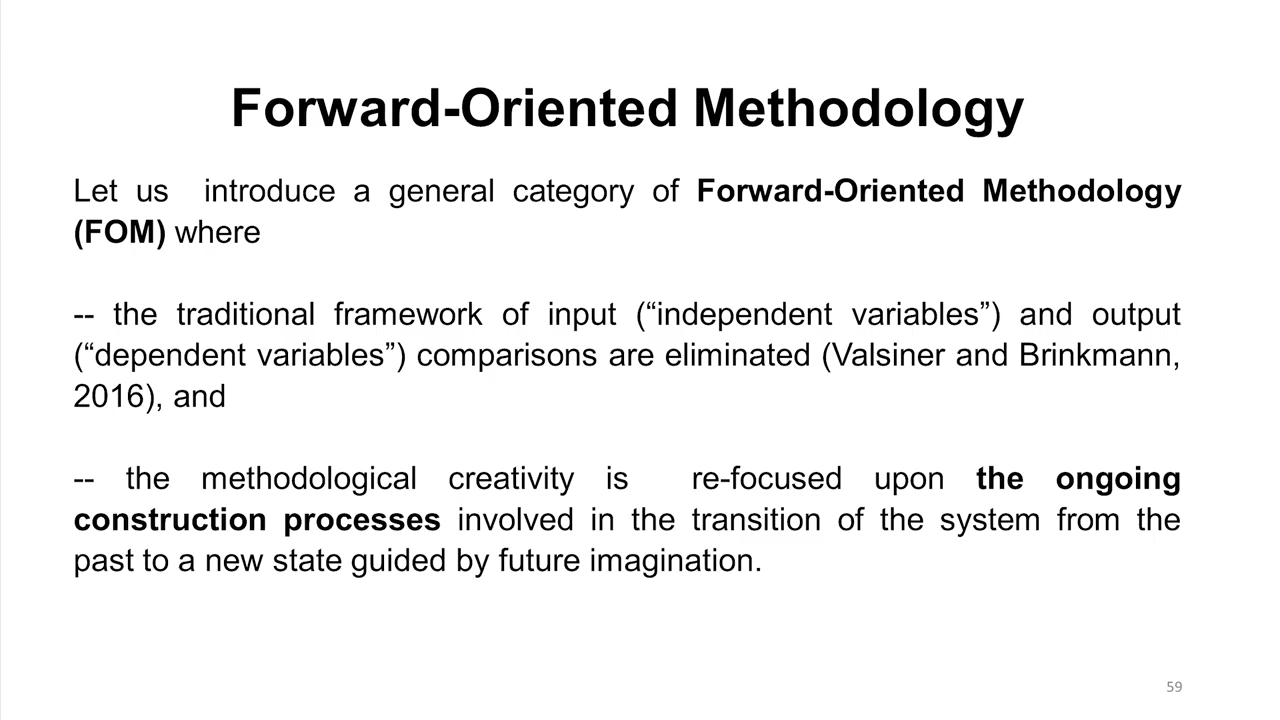 Forward-Oriented Methodology
Let us introduce a general category of Forward-Oriented Methodology
(FOM) where
-- the traditional framework of input (“independent variables”) and output
(“dependent variables”) comparisons are eliminated (Valsiner and Brinkmann,
2016), and
-- the methodological creativity is re-focused upon the ongoing
construction processes involved in the transition of the system from the
past to a new state guided by future imagination.
59